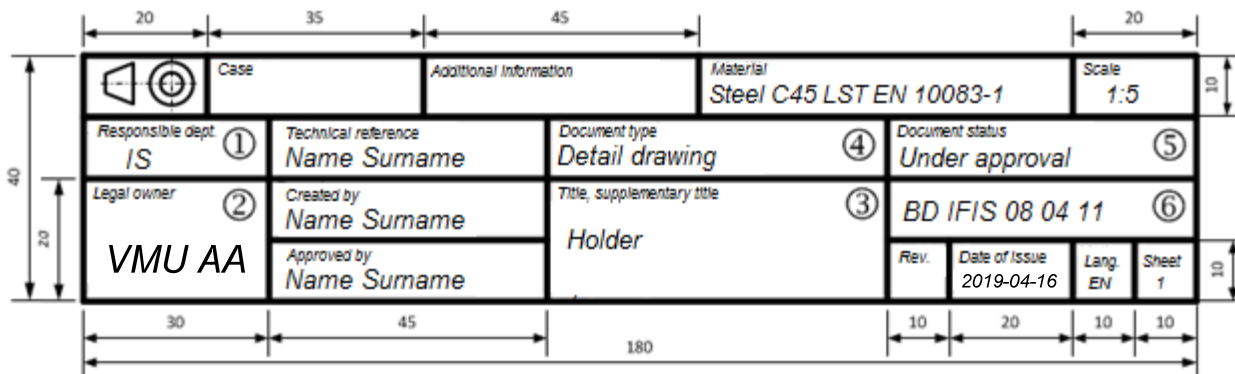 20 35 45 20
Case Additional information Material Scale
Steel C45 LST EN 10083-1 1:5
10
Responsible dept. ① Technical reference Document type ④ Document status ⑤
IS Name Surname Detail drawing Under approval
40
Legal owner ② Created by Title, supplementary title ③ BD IFIS 08 04 11 ⑥
Name Surname
20
VMU AA Holder
Approved by Rev. Date of issue Lang. Sheet
Name Surname 2019-04-16 EN 1
10
30 45 10 20 10 10
180